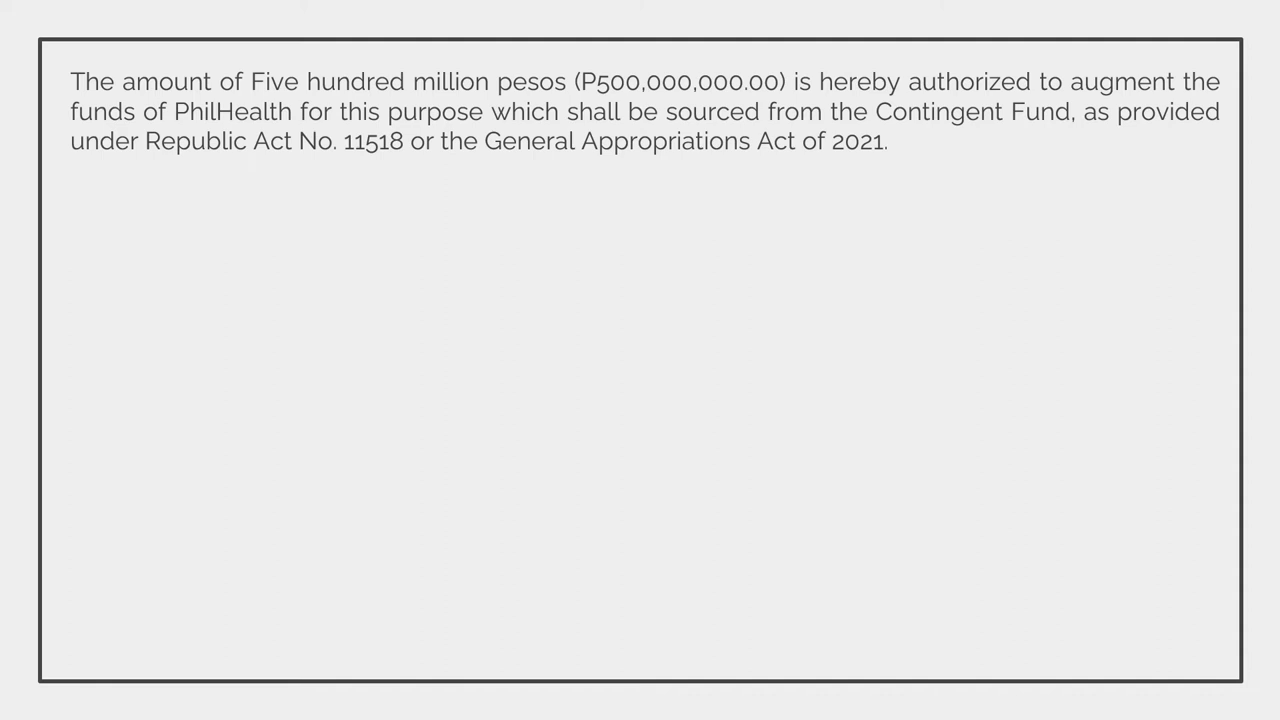 The amount of Five hundred million pesos (P500,000,000.00) is hereby authorized to augment the
funds of PhilHealth for this purpose which shall be sourced from the Contingent Fund, as provided
under Republic Act No. 11518 or the General Appropriations Act of 2021.